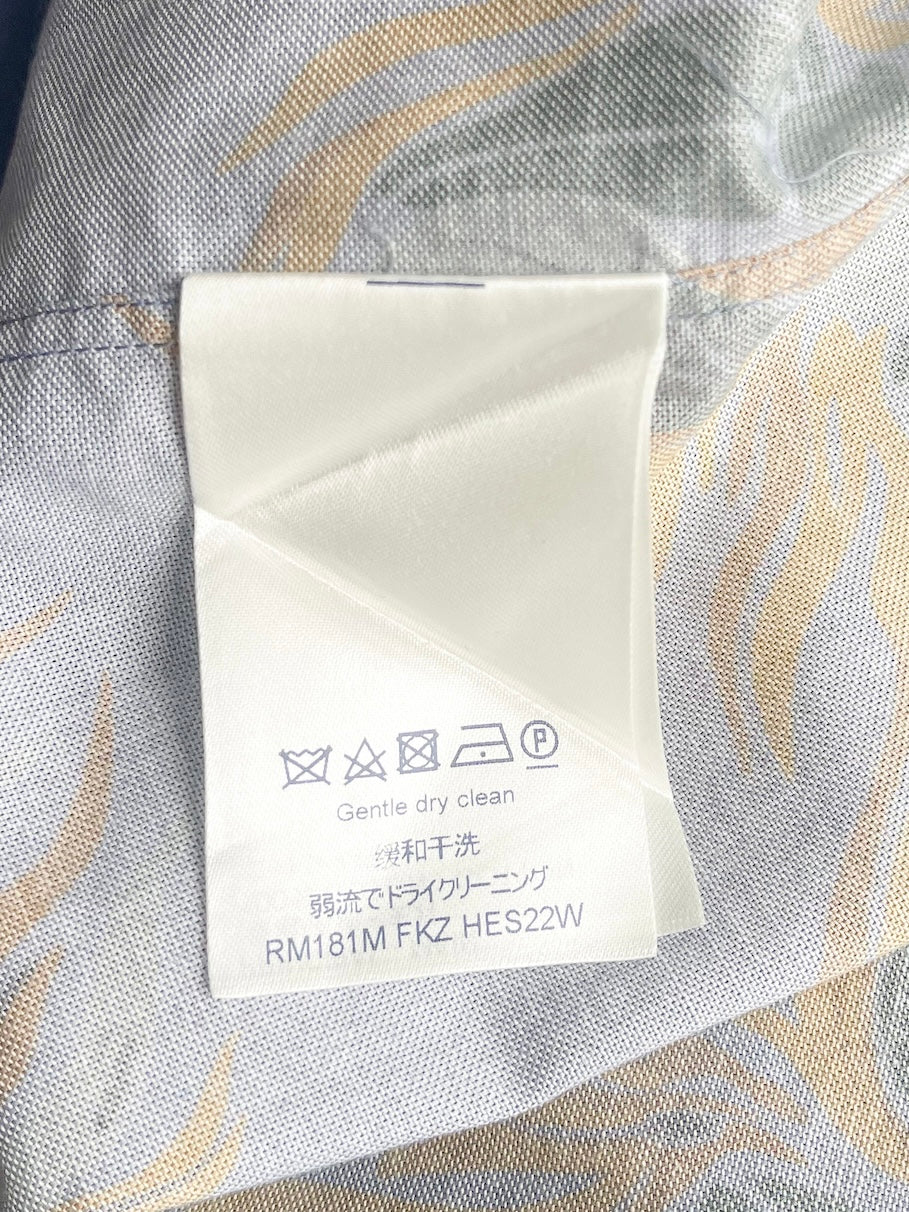 P
Gentle dry clean
缓和干洗
弱流でドライクリーニング
RM181M FKZ HES22W